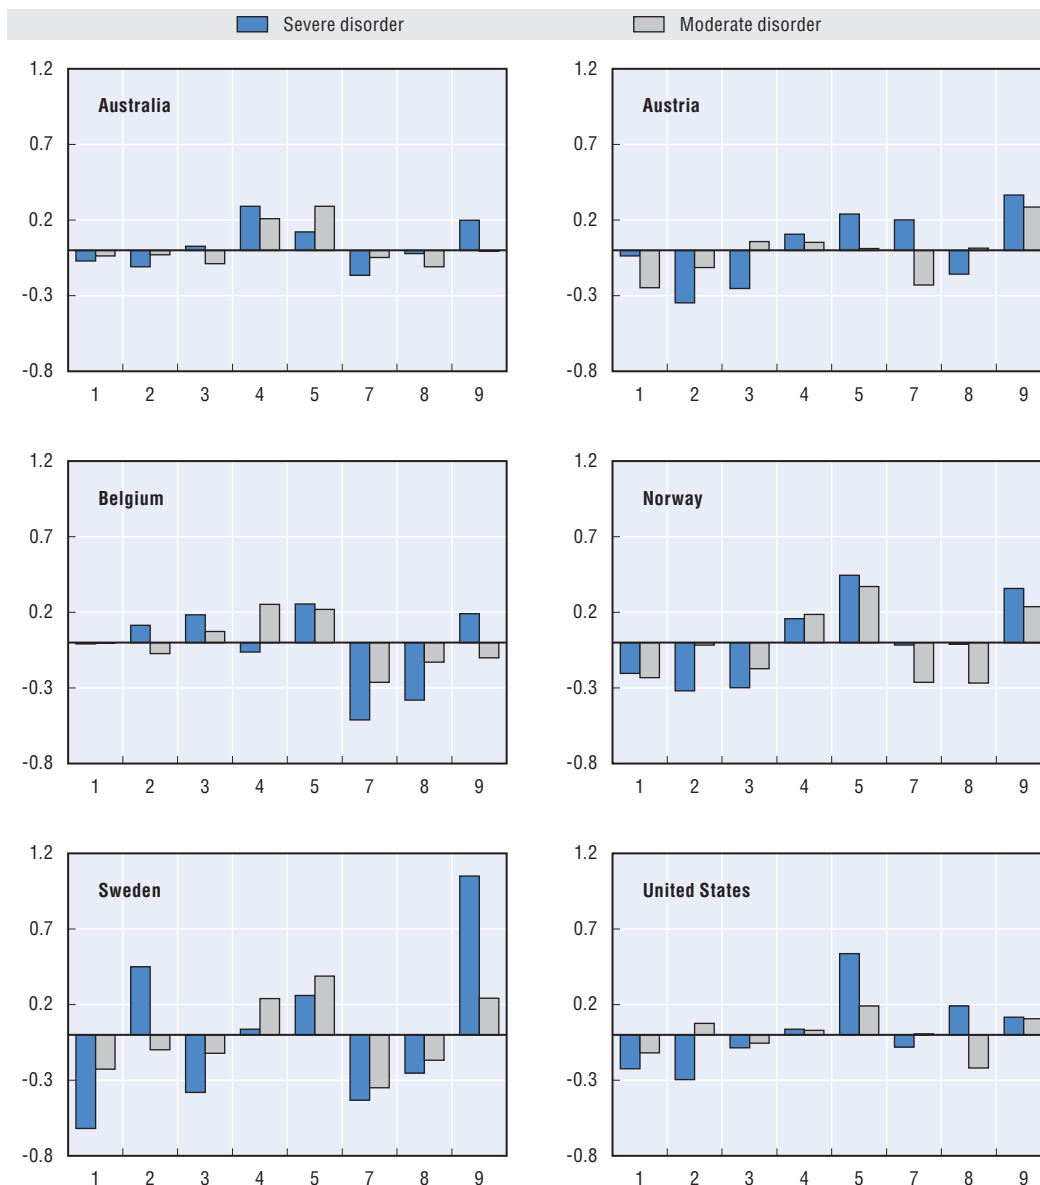 Severe disorder Moderate disorder
1.2 1.2
Australia Austria
0.7 0.7
0.2 0.2
-0.3 -0.3
-0.8 -0.8
1 2 3 4 5 7 8 9 1 2 3 4 5 7 8 9
1.2 1.2
Belgium Norway
0.7 0.7
0.2 0.2
-0.3 -0.3
-0.8 -0.8
1 2 3 4 5 7 8 9 1 2 3 4 5 7 8 9
1.2 1.2
Sweden United States
0.7 0.7
0.2 0.2
-0.3 -0.3
-0.8 -0.8
1 2 3 4 5 7 8 9 1 2 3 4 5 7 8 9